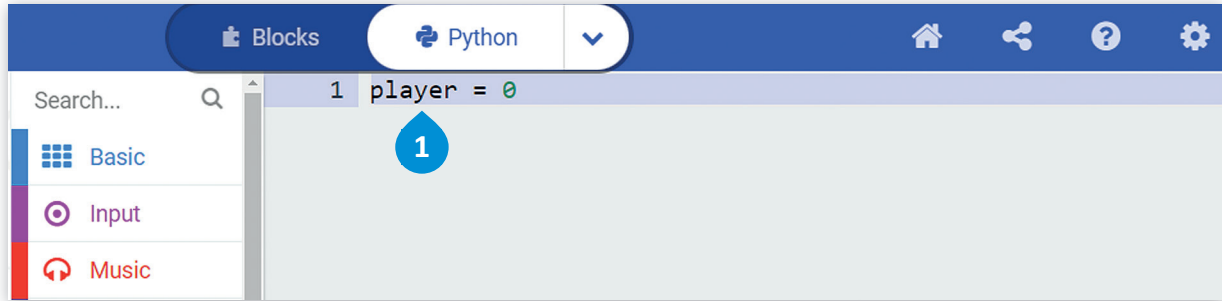 Blocks Python
Search...
1 player = 0
1
Basic
Input
Music